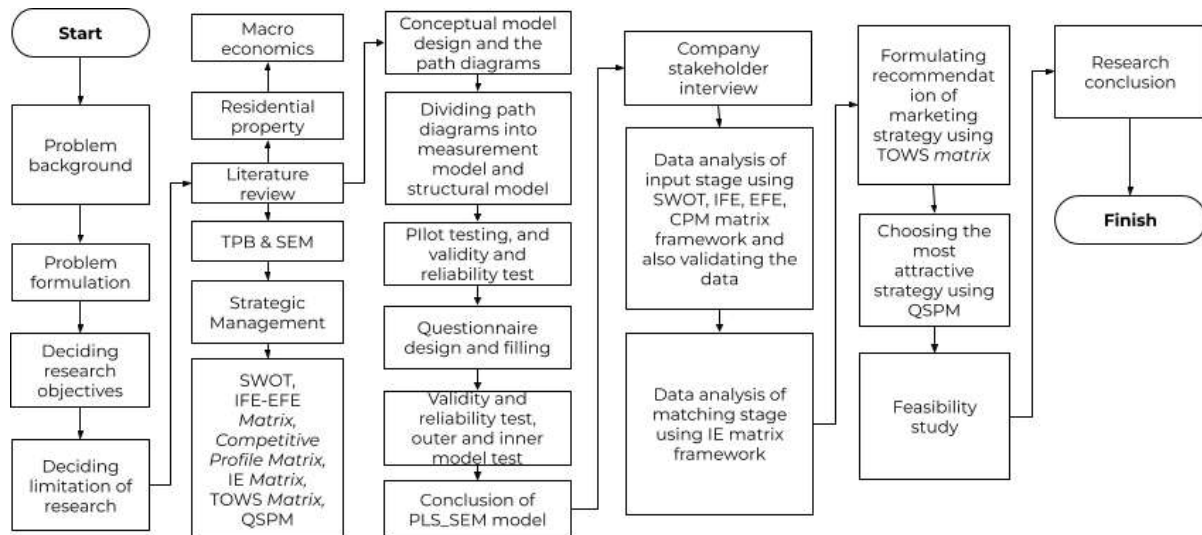 Start
Problem
background
Problem
formulation
Deciding
research
objectives
Deciding
limitation of
research
Macro
economics
Residential
property
Literature
review
TPB & SEM
Strategic
Management
SWOT,
IFE-EFE
Matrix,
Competitive
Profile Matrix,
IE Matrix,
TOWS Matrix,
QSPM
Conceptual model
design and the
path diagrams
Dividing path
diagrams into
measurement
model and
structural model
PIlot testing, and
validity and
reliability test
Questionnaire
design and filling
Validity and
reliability test,
outer and inner
model test
Conclusion of
PLS_SEM model
Company
stakeholder
interview
Data analysis of
input stage using
SWOT, IFE, EFE,
CPM matrix
framework and
also validating the
data
Data analysis of
matching stage
using IE matrix
framework
Formulating
recommendat
ion of
marketing
strategy using
TOWS matrix
Choosing the
most
attractive
strategy using
QSPM
Feasibility
study
Research
conclusion
Finish